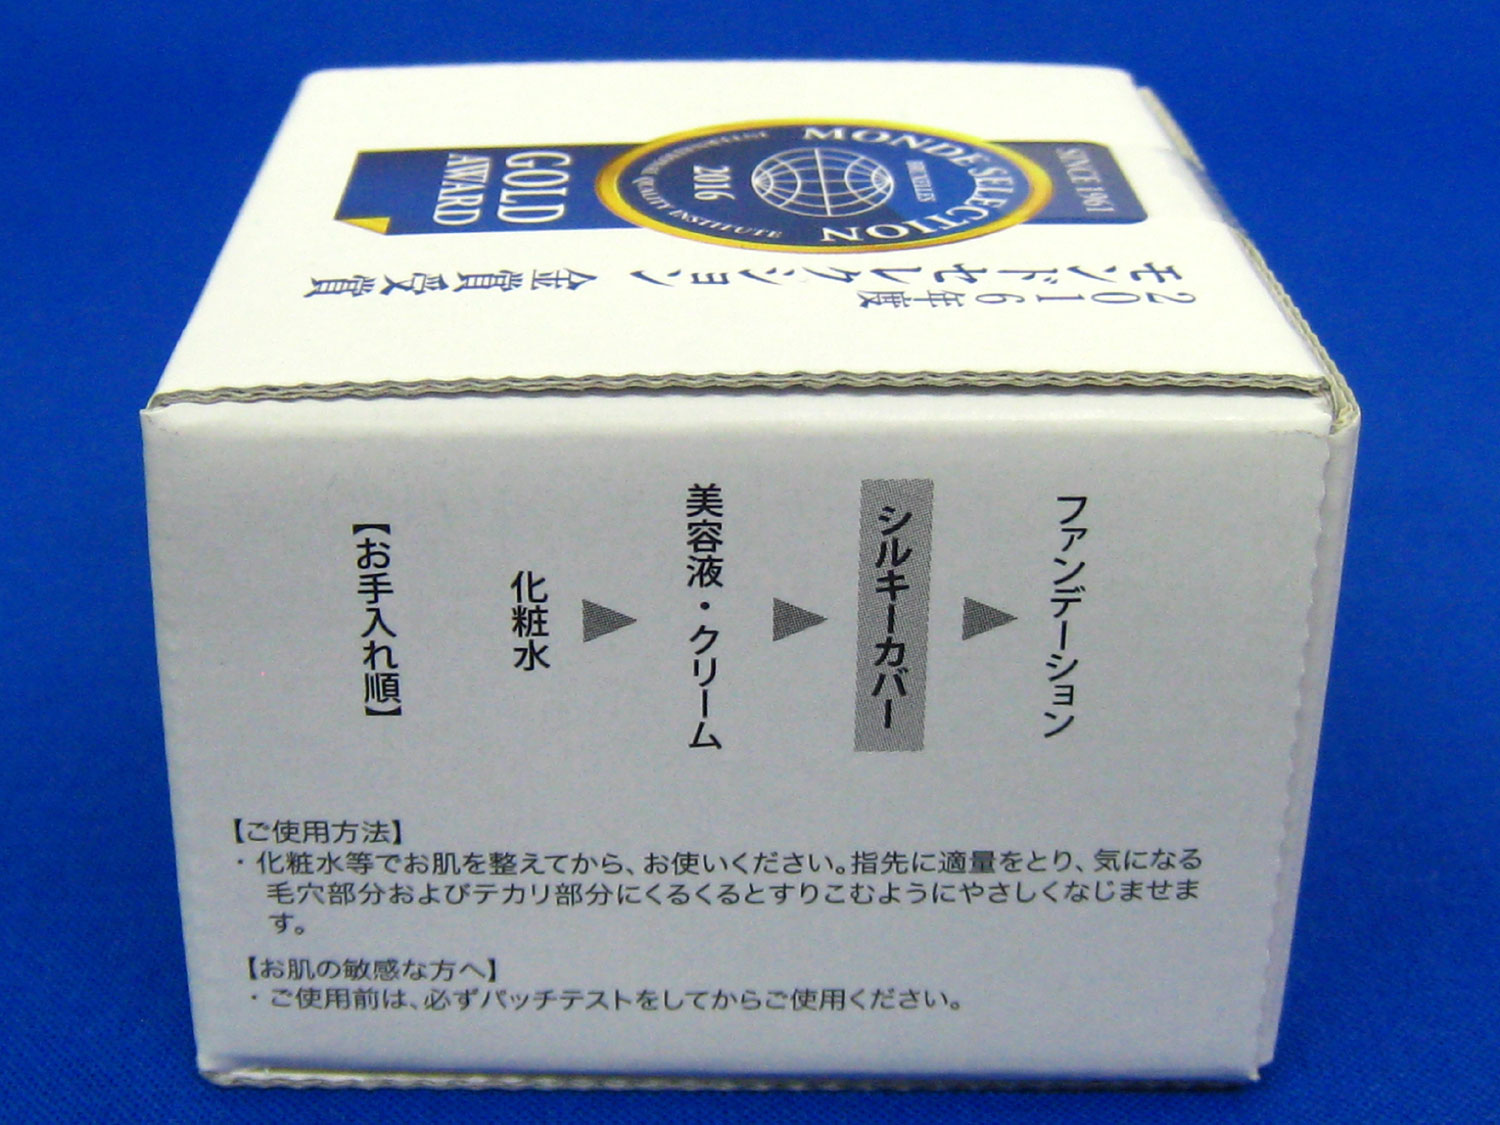 SINCE 1961
MONDE SELECTION
BRUXELLES
2016
QUALITY INSTITUTE
GOLD
AWARD
2016年度
モンドセレクション 金賞受賞
【お手入れ順】
化粧水
美容液・クリーム
シルキーカバー
ファンデーション
【ご使用方法】
・化粧水等でお肌を整えてから、お使いください。指先に適量をとり、気になる
毛穴部分およびテカリ部分にくるくるとすりこむようにやさしくなじませま
す。
【お肌の敏感な方へ】
・ご使用前は、必ずパッチテストをしてからご使用ください。